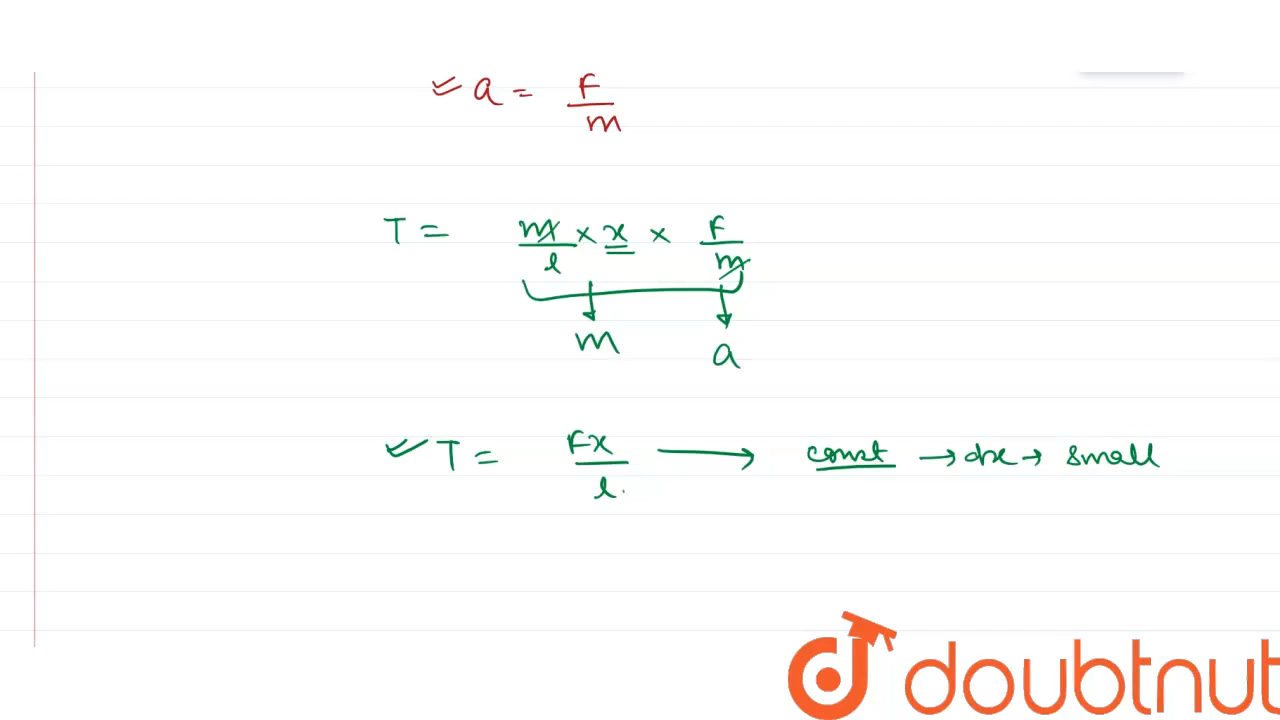 ✓ a = F/m
T = m/l × x × F/m
m a
✓ T = Fx/l. → const → dx → small
doubtnut